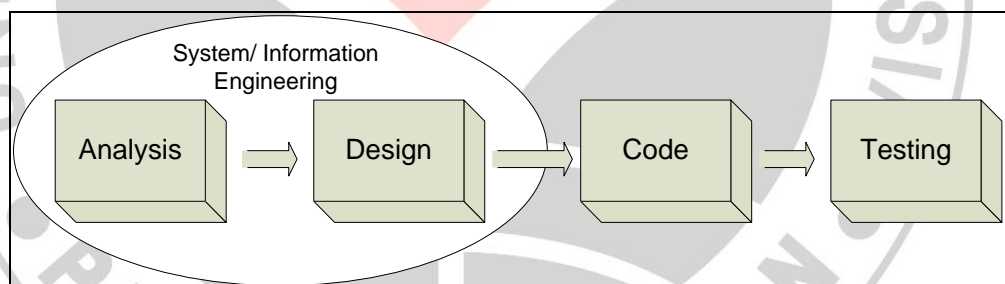 System/ Information
Engineering
Analysis
Design
Code
Testing